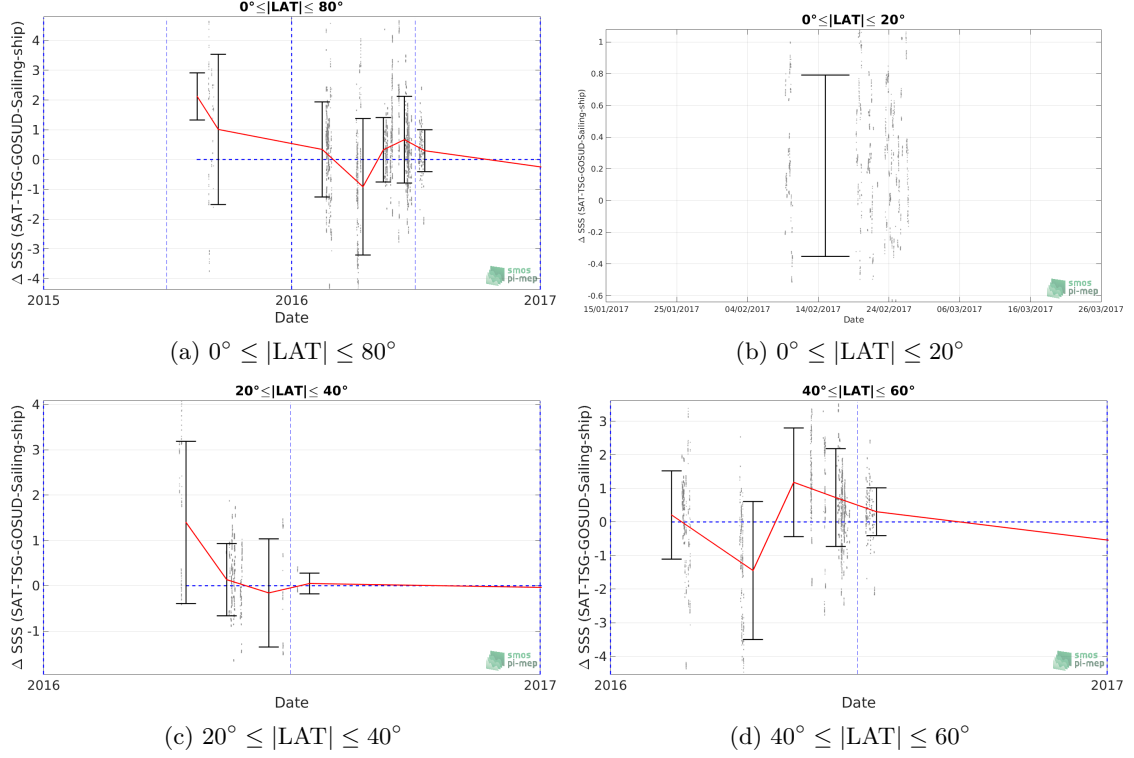 0°≤|LAT|≤ 80°
Δ SSS (SAT-TSG-GOSUD-Sailing-ship)
4
3
2
1
0
-1
-2
-3
-4
2015
2016
2017
Date
smos
pi-mep
(a) 0° ≤ |LAT| ≤ 80°
0°≤|LAT|≤ 20°
Δ SSS (SAT-TSG-GOSUD-Sailing-ship)
1
0.8
0.6
0.4
0.2
0
-0.2
-0.4
-0.6
15/01/2017
25/01/2017
04/02/2017
14/02/2017
24/02/2017
06/03/2017
16/03/2017
26/03/2017
Date
smos
pi-mep
(b) 0° ≤ |LAT| ≤ 20°
20°≤|LAT|≤ 40°
Δ SSS (SAT-TSG-GOSUD-Sailing-ship)
4
3
2
1
0
-1
2016
2017
Date
smos
pi-mep
(c) 20° ≤ |LAT| ≤ 40°
40°≤|LAT|≤ 60°
Δ SSS (SAT-TSG-GOSUD-Sailing-ship)
3
2
1
0
-1
-2
-3
-4
2016
2017
Date
smos
pi-mep
(d) 40° ≤ |LAT| ≤ 60°